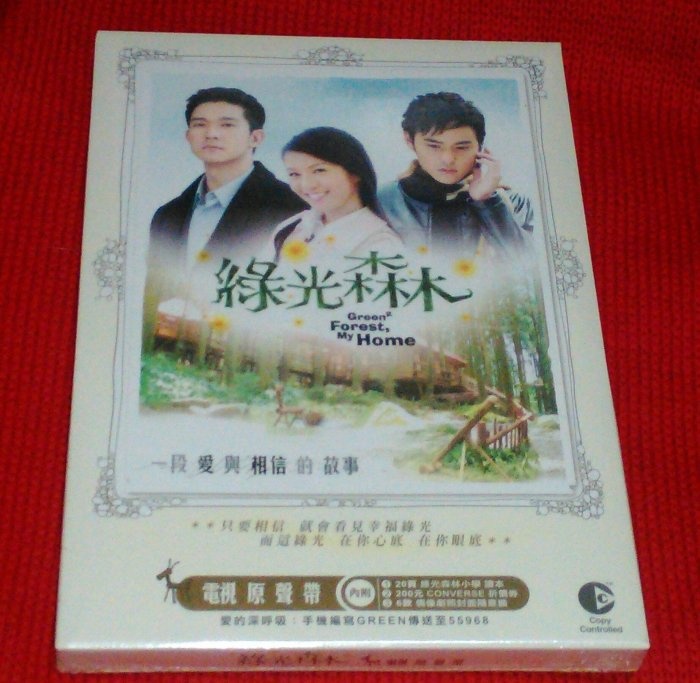 綠光森林
Green²
Forest,
My Home
一段愛與相信的故事
**只要相信 就會看見幸福綠光
而這綠光 在你心底 在你眼底**
電視原聲帶
內附
1 20頁 綠光森林小學 讀本
2 200元 CONVERSE 折價券
愛的深呼吸：手機編寫GREEN傳送至55968
Copy
Controlled